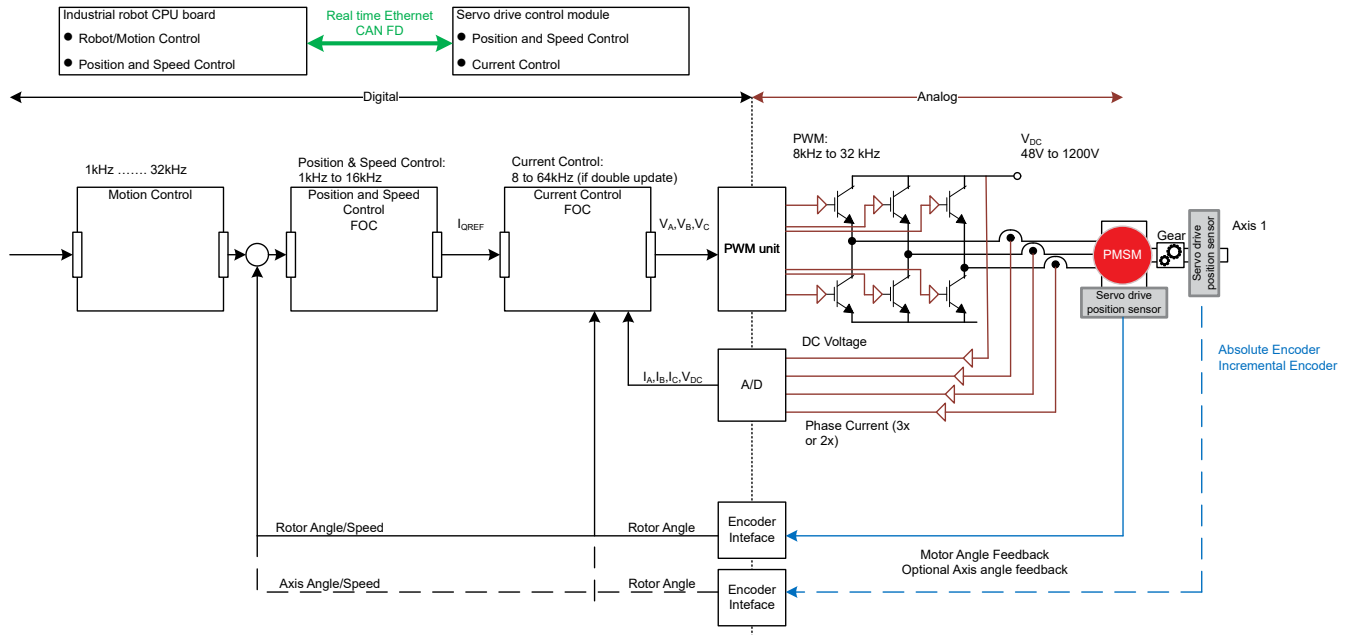 Industrial robot CPU board
● Robot/Motion Control
● Position and Speed Control
Real time Ethernet
CAN FD
Servo drive control module
● Position and Speed Control
● Current Control
Digital
Analog
1kHz ....... 32kHz
Motion Control
Position & Speed Control:
1kHz to 16kHz
Position and Speed
Control
FOC
IQREF
Current Control:
8 to 64kHz (if double update)
Current Control
FOC
VA,VB,VC
PWM unit
PWM:
8kHz to 32 kHz
VDC
48V to 1200V
PMSM
Gear
Servo drive
position sensor
Servo drive
position sensor
Axis 1
DC Voltage
IA,IB,IC,VDC
A/D
Phase Current (3x
or 2x)
Absolute Encoder
Incremental Encoder
Rotor Angle/Speed
Rotor Angle
Encoder
Inteface
Motor Angle Feedback
Optional Axis angle feedback
Axis Angle/Speed
Rotor Angle
Encoder
Inteface